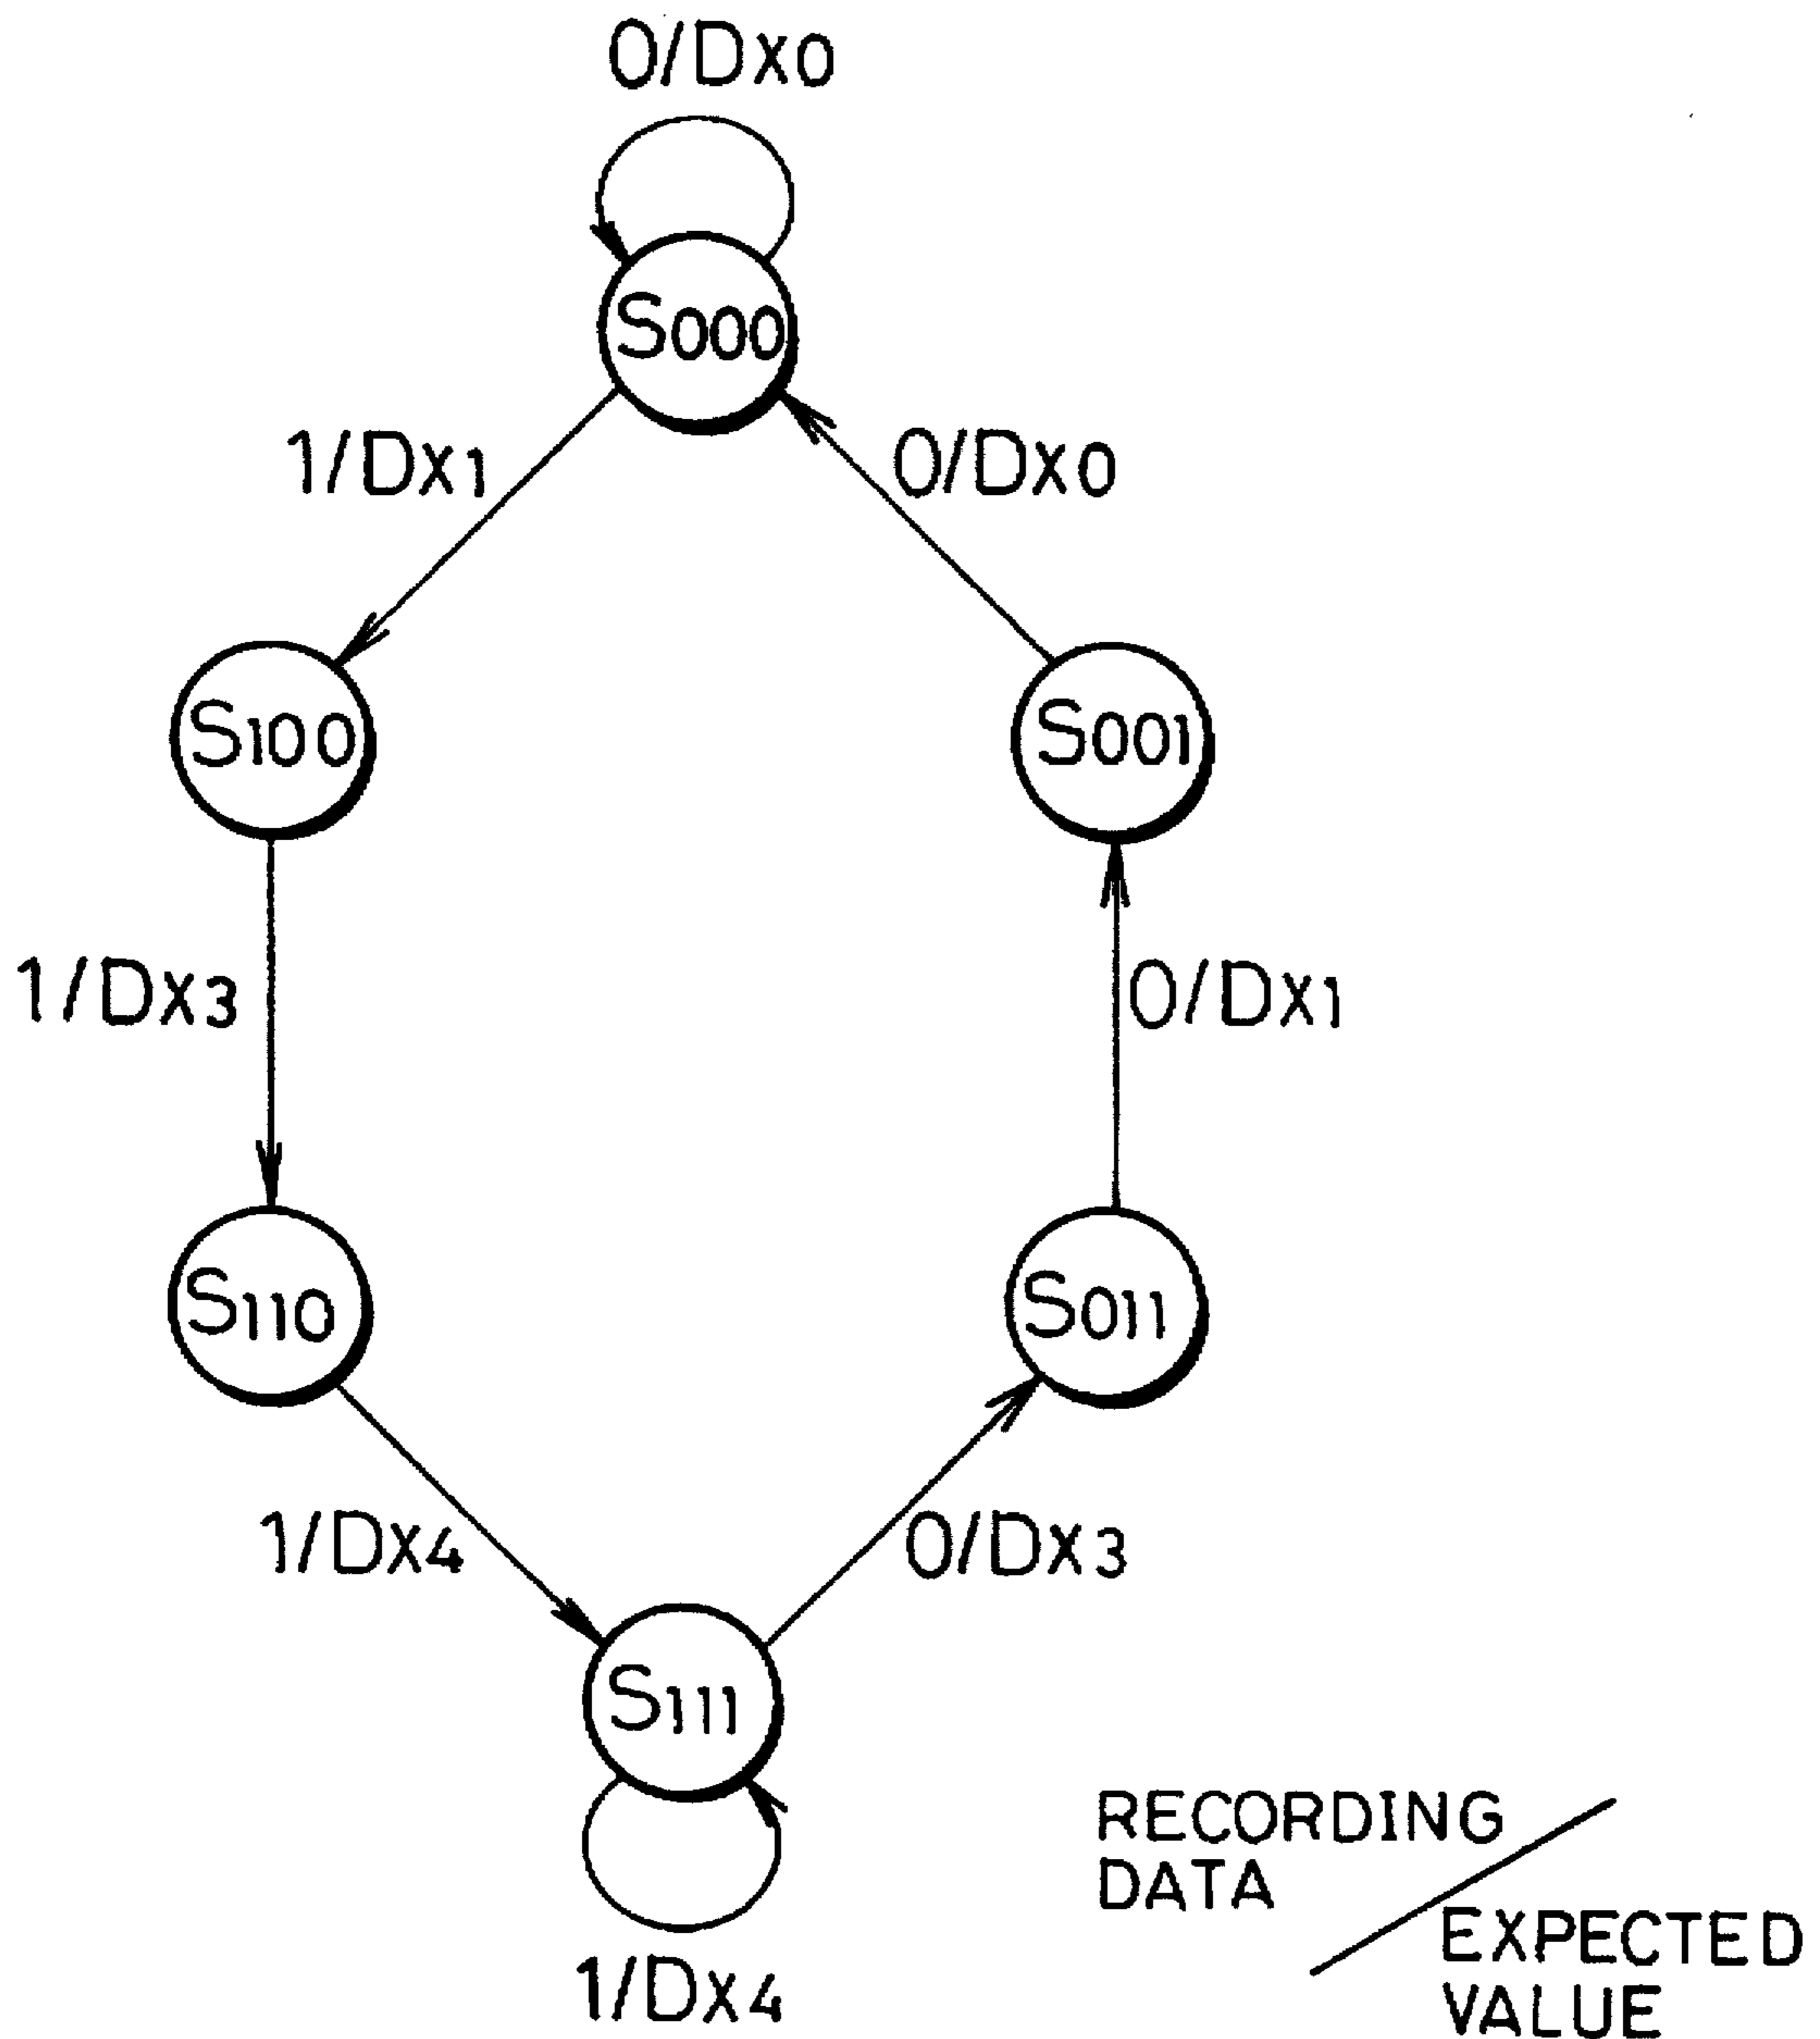 0/Dx0
S000
1/Dx1
0/Dx0
S100
S001
1/Dx3
0/Dx1
S110
S011
1/Dx4
0/Dx3
S111
1/Dx4
RECORDING
DATA
EXPECTED
VALUE